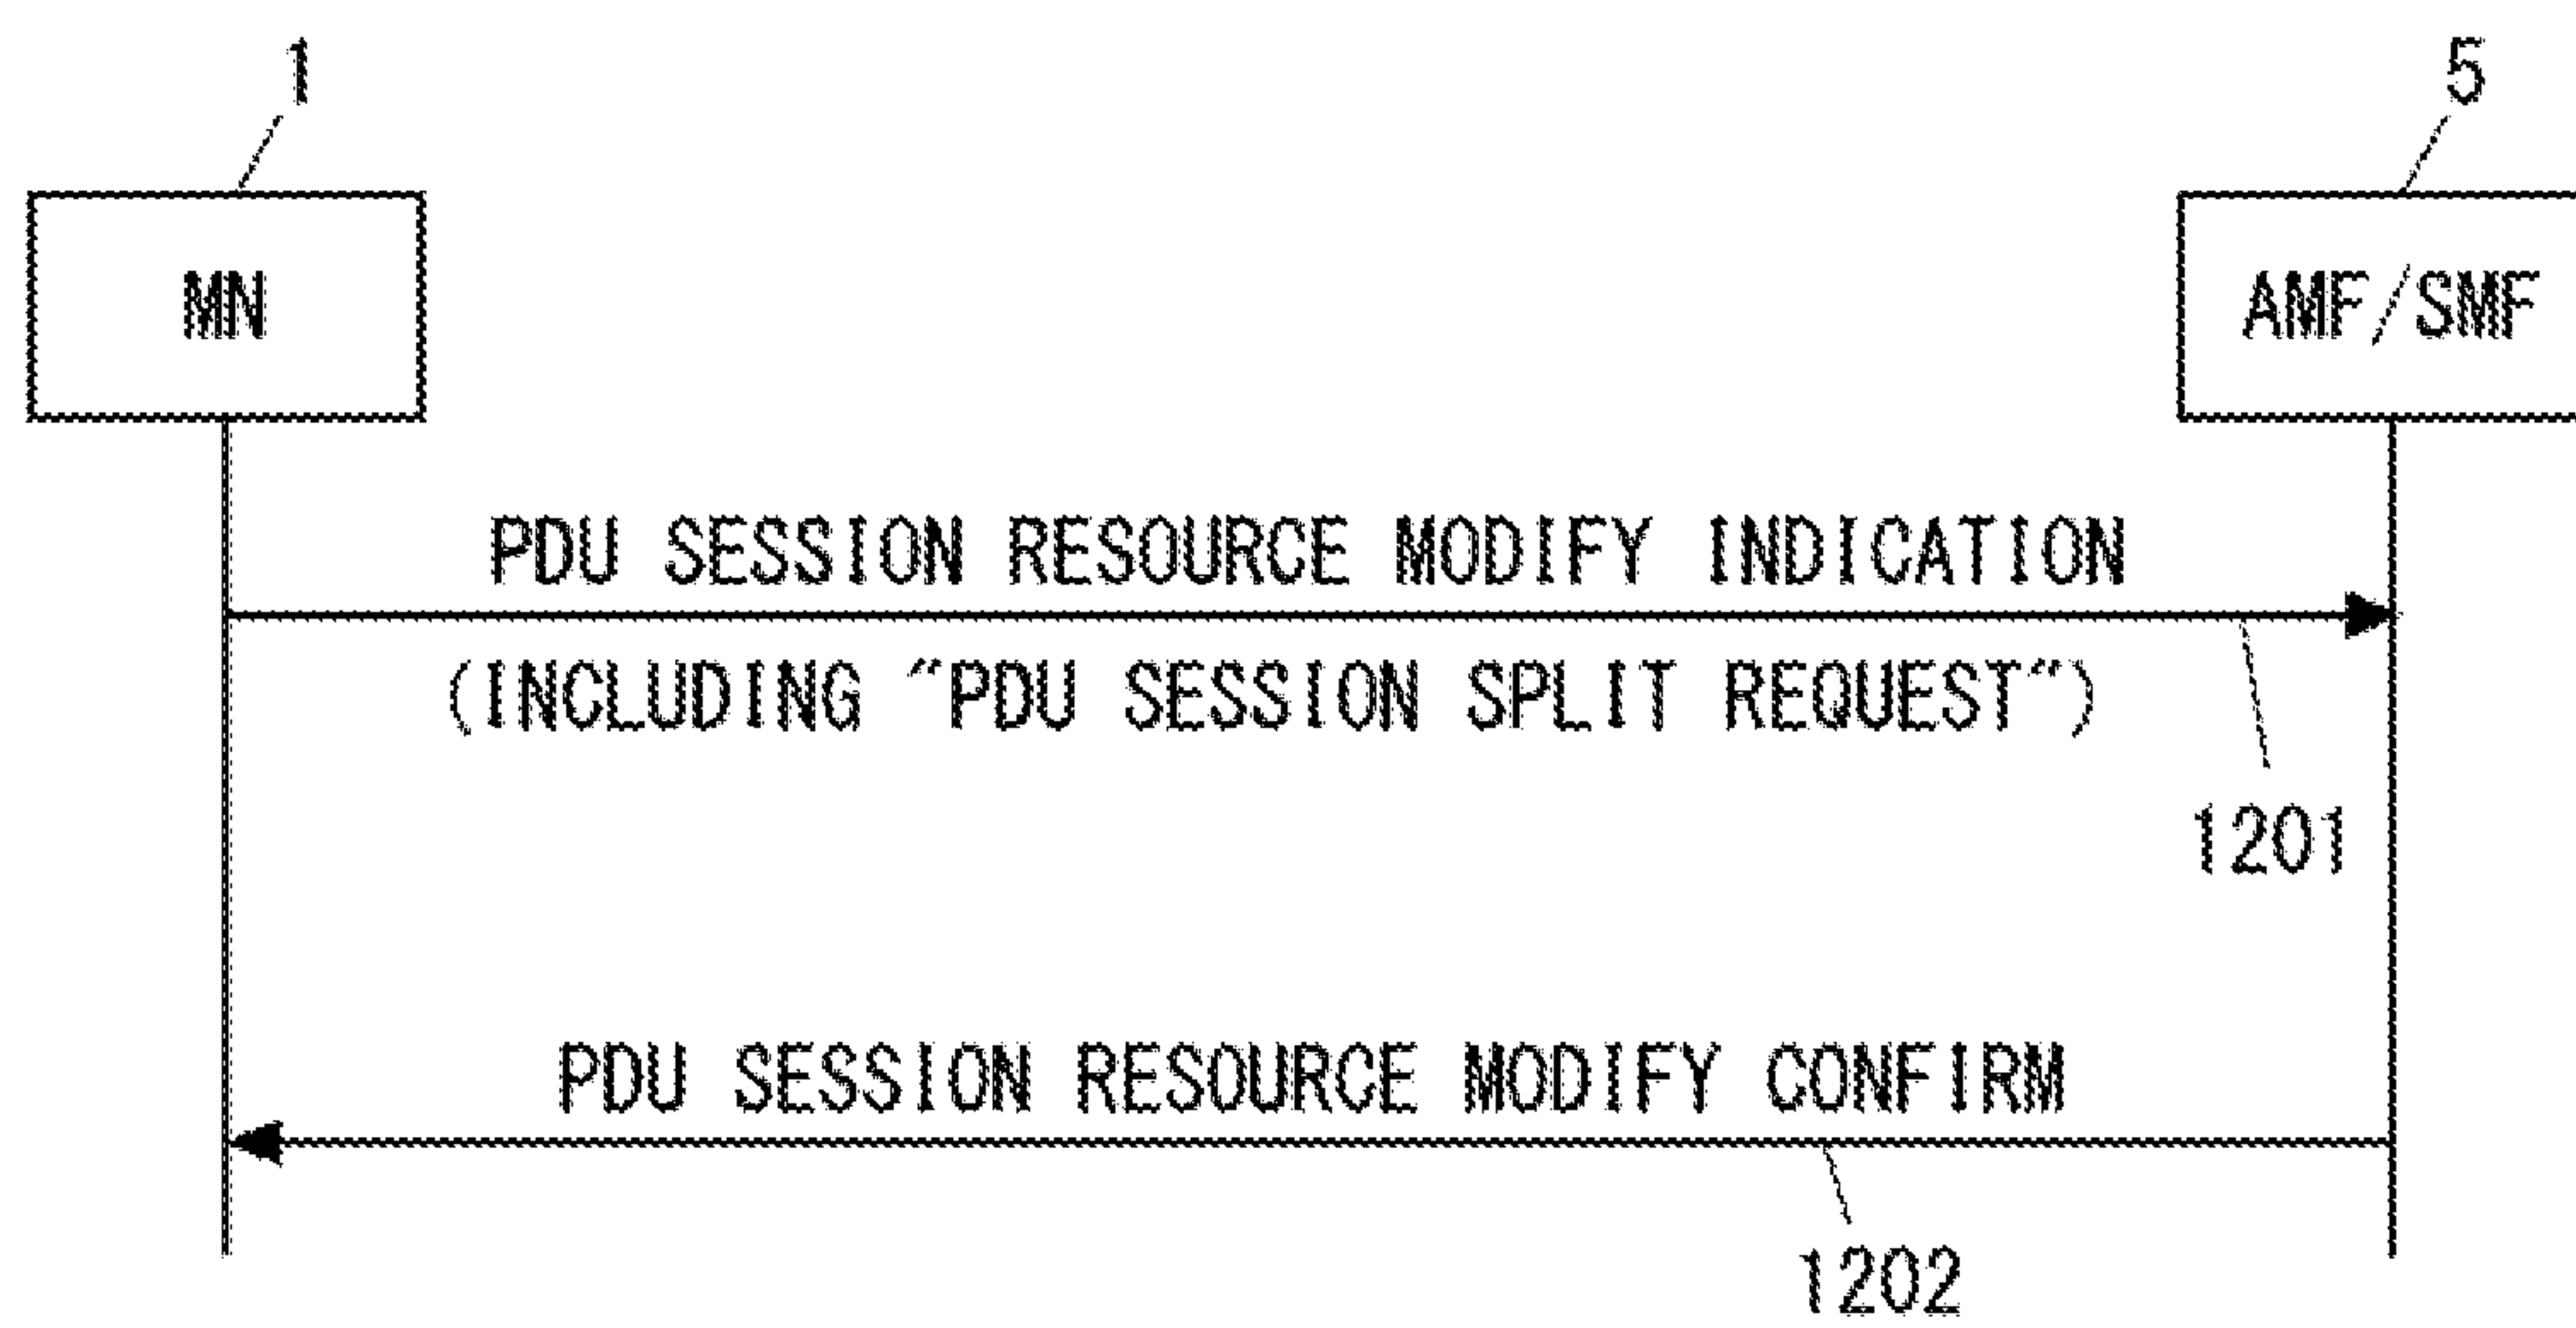 1
5
MN
AMF/SMF
PDU SESSION RESOURCE MODIFY INDICATION
(INCLUDING "PDU SESSION SPLIT REQUEST")
1201
PDU SESSION RESOURCE MODIFY CONFIRM
1202